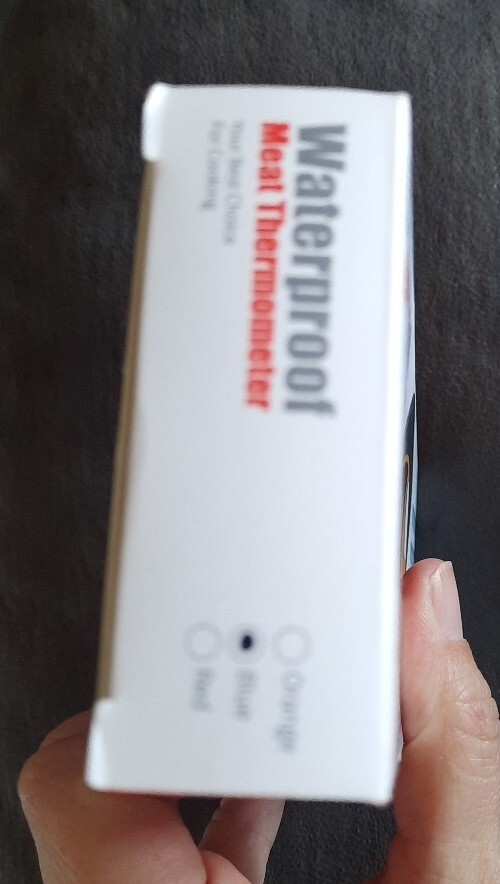 Waterproof
Meat Thermometer
Your Best Choice
For Cooking
Orange
Blue
Red